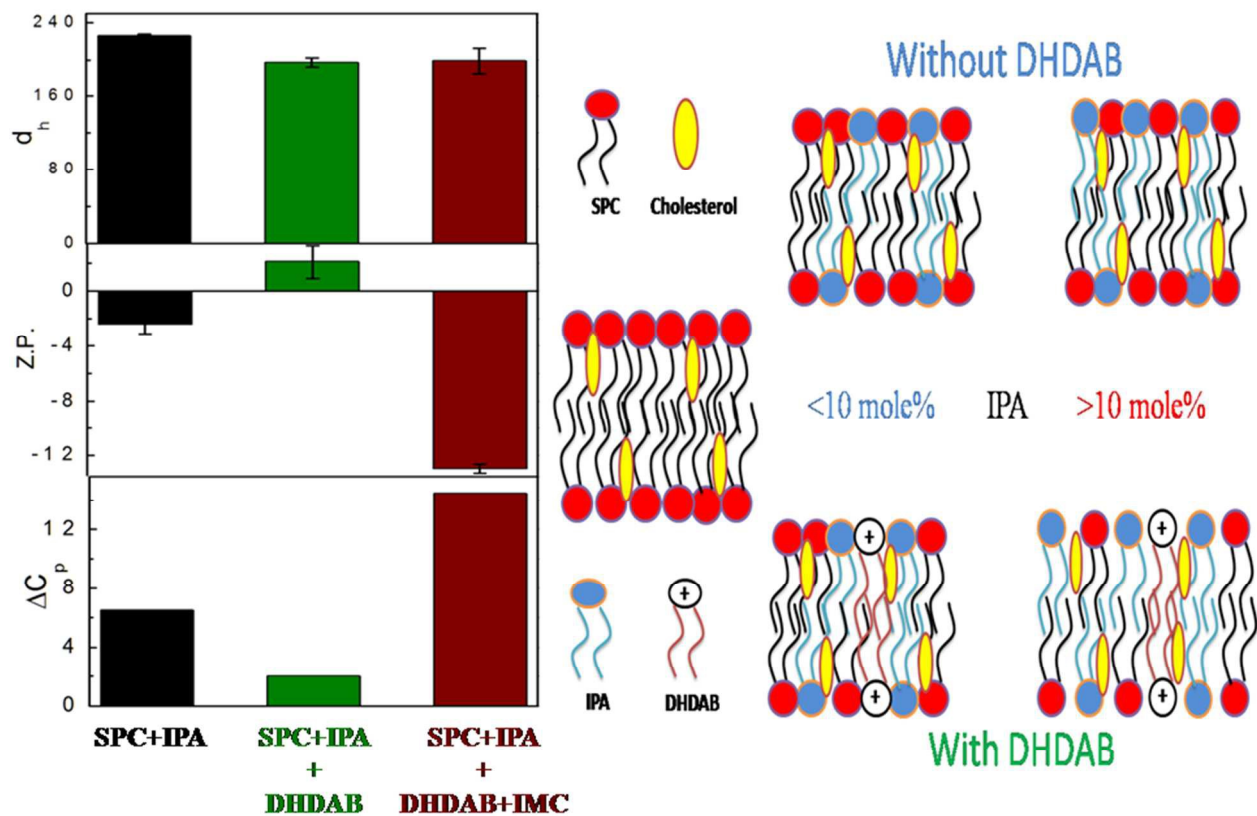 240
160
80
0
d h
0
-4
-8
-12
Z.P.
12
8
4
0
ΔC p
SPC+IPA
SPC+IPA
+
DHDAB
SPC+IPA
+
DHDAB+IMC
SPC
Cholesterol
IPA
+
DHDAB
Without DHDAB
<10 mole% IPA >10 mole%
+
+
+
+
With DHDAB